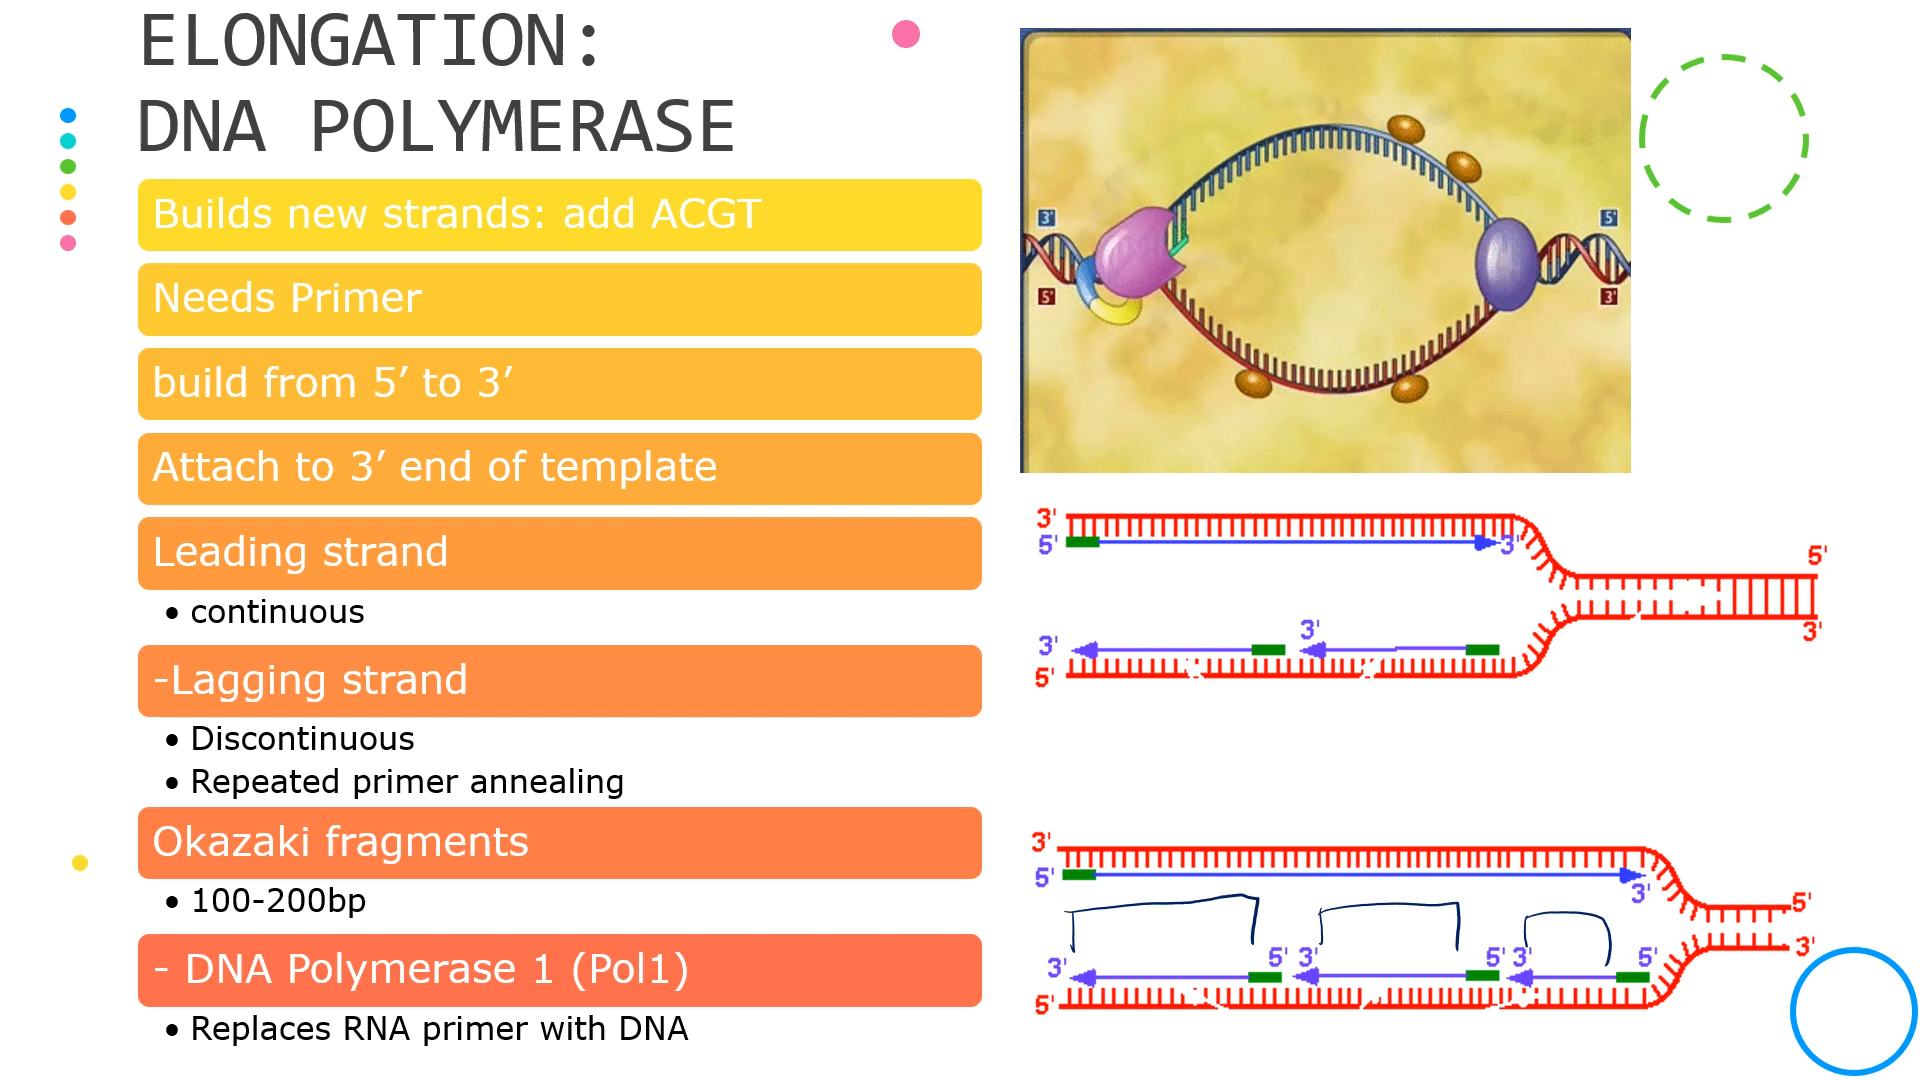 ELONGATION:
DNA POLYMERASE
Builds new strands: add ACGT
Needs Primer
build from 5’ to 3’
Attach to 3’ end of template
Leading strand
• continuous
-Lagging strand
• Discontinuous
• Repeated primer annealing
Okazaki fragments
• 100-200bp
- DNA Polymerase 1 (Pol1)
• Replaces RNA primer with DNA
3' 5'
5' 3'
3'
5' 3'
5'
3' 3'
3'
5'
3'
5' 3'
5'
3'
3' 5' 3' 5' 3' 5'
5'